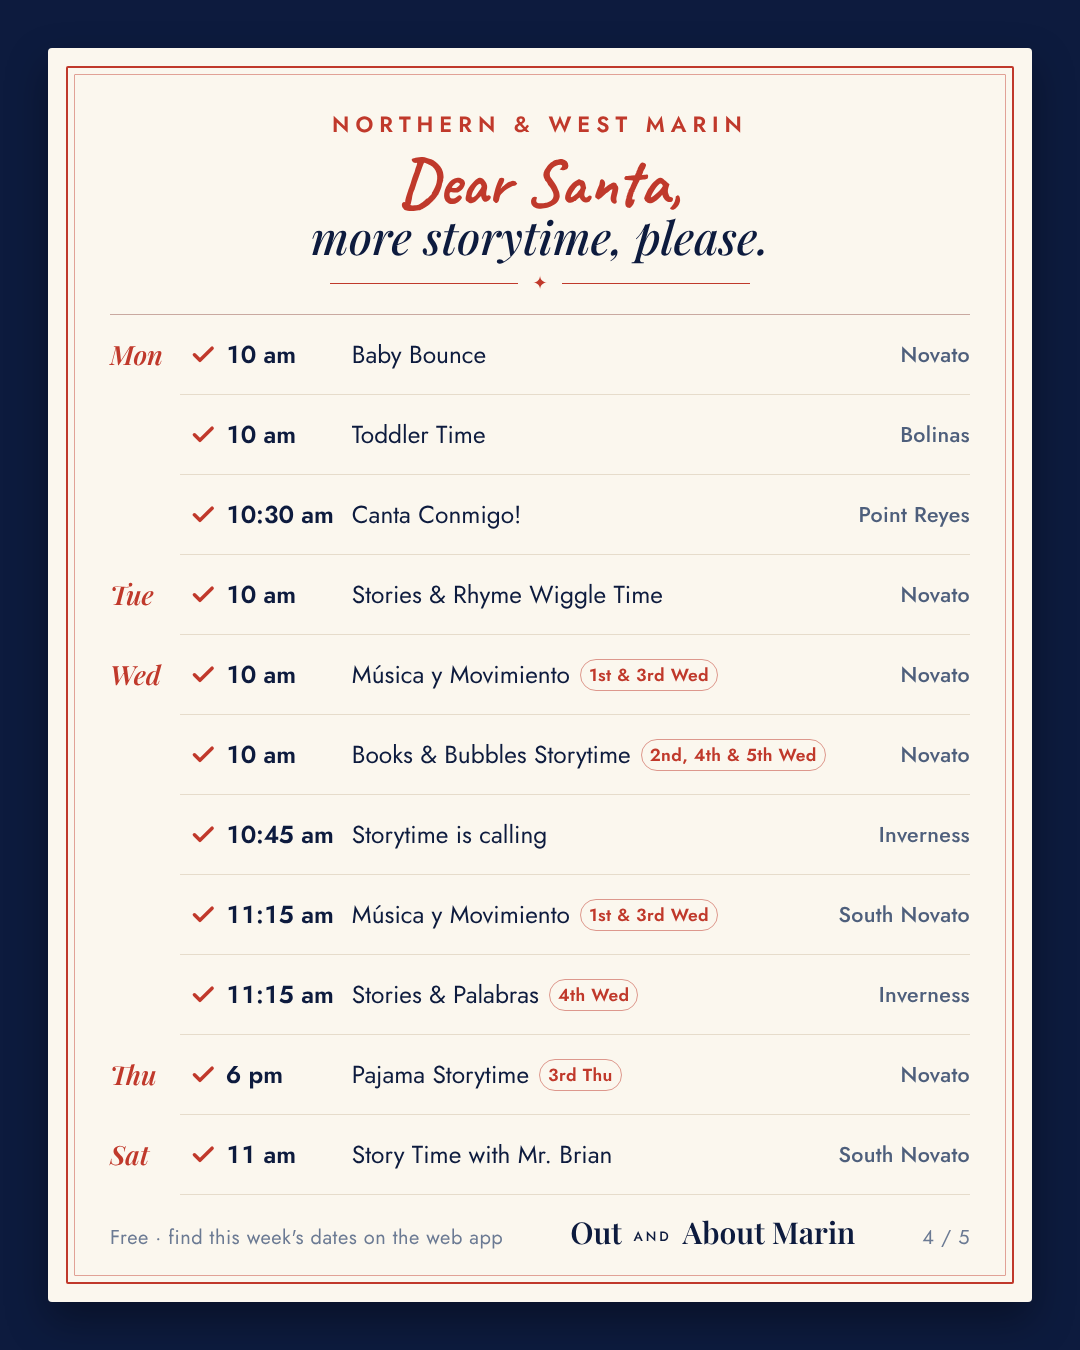 NORTHERN & WEST MARIN
Dear Santa,
more storytime, please.
Mon 10 am Baby Bounce Novato
10 am Toddler Time Bolinas
10:30 am Canta Conmigo! Point Reyes
Tue 10 am Stories & Rhyme Wiggle Time Novato
Wed 10 am Música y Movimiento 1st & 3rd Wed Novato
10 am Books & Bubbles Storytime 2nd, 4th & 5th Wed Novato
10:45 am Storytime is calling Inverness
11:15 am Música y Movimiento 1st & 3rd Wed South Novato
11:15 am Stories & Palabras 4th Wed Inverness
Thu 6 pm Pajama Storytime 3rd Thu Novato
Sat 11 am Story Time with Mr. Brian South Novato
Free · find this week's dates on the web app Out AND About Marin 4 / 5